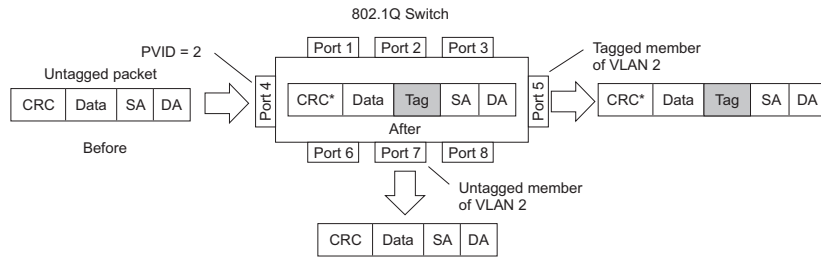 802.1Q Switch
PVID = 2
Port 1 Port 2 Port 3
Tagged member
of VLAN 2
Untagged packet
CRC Data SA DA
Port 4
CRC* Data Tag SA DA
Port 5
CRC* Data Tag SA DA
After
Before
Port 6 Port 7 Port 8
Untagged member
of VLAN 2
CRC Data SA DA